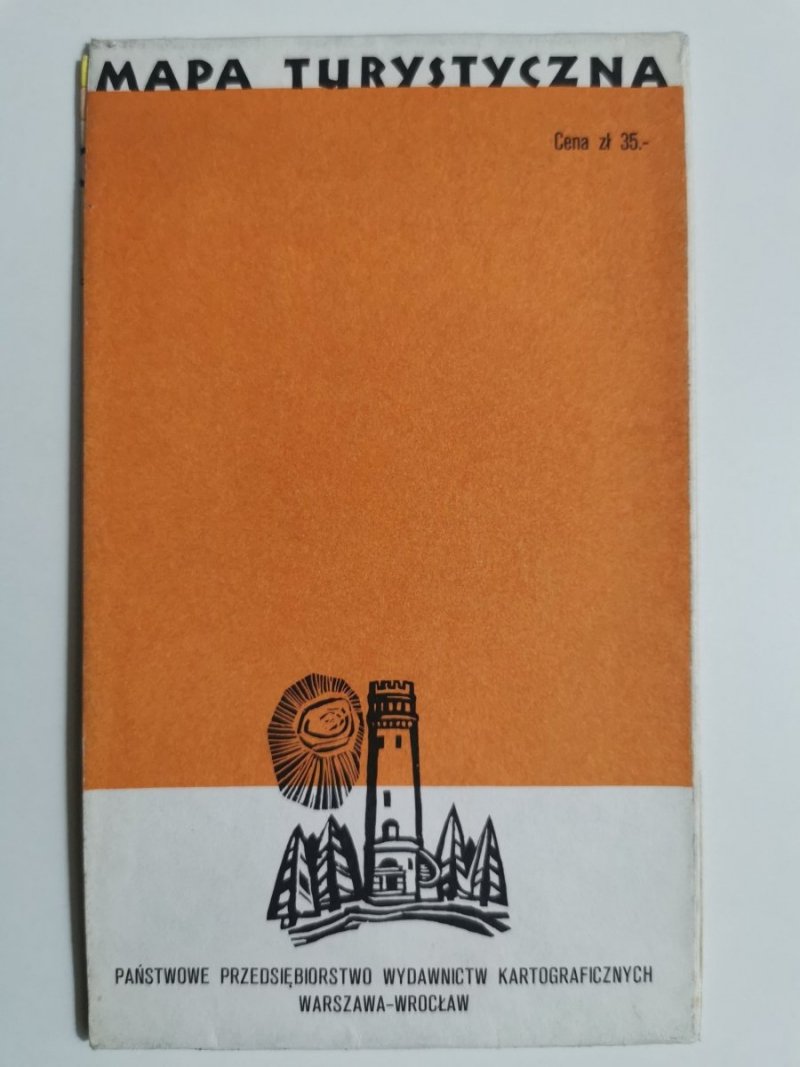 MAPA TURYSTYCZNA
Cena zł 35.-
PAŃSTWOWE PRZEDSIĘBIORSTWO WYDAWNICTW KARTOGRAFICZNYCH
WARSZAWA-WROCŁAW